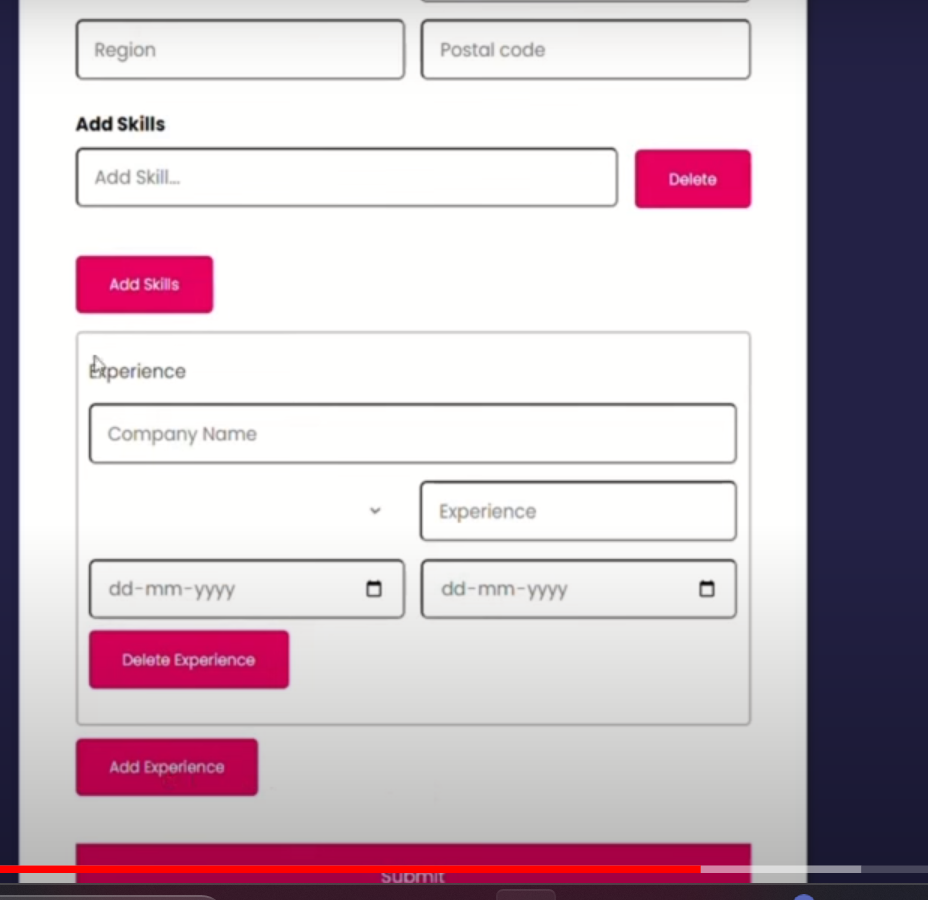 Region
Postal code
Add Skills
Add Skill...
Delete
Add Skills
Experience
Company Name
Experience
dd-mm-yyyy
dd-mm-yyyy
Delete Experience
Add Experience
Submit